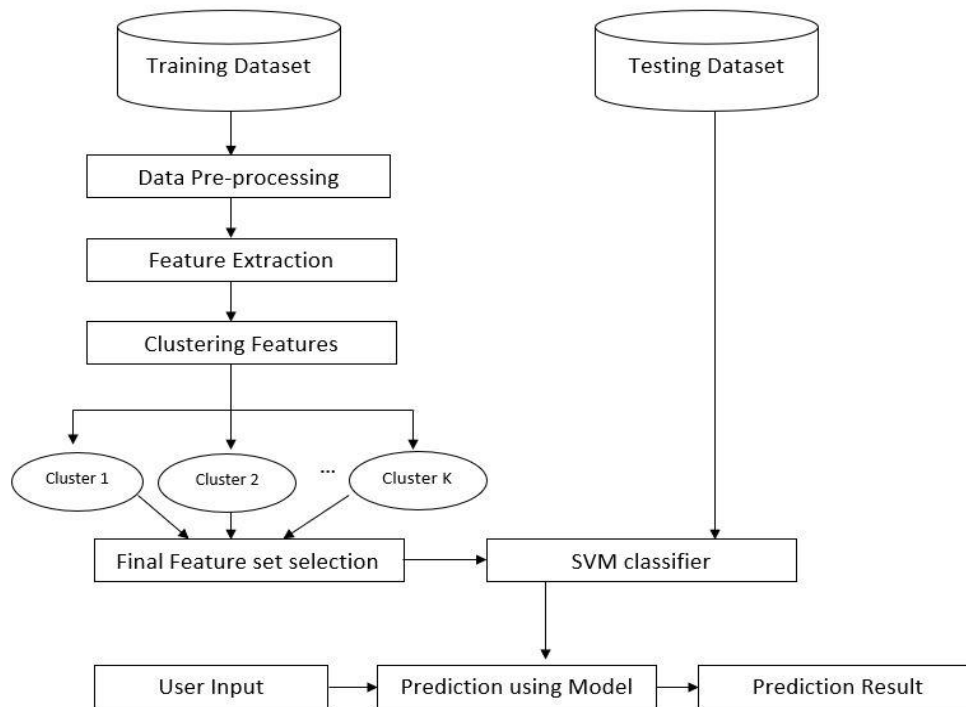 Training Dataset
Testing Dataset
Data Pre-processing
Feature Extraction
Clustering Features
Cluster 1
Cluster 2
...
Cluster K
Final Feature set selection
SVM classifier
User Input
Prediction using Model
Prediction Result